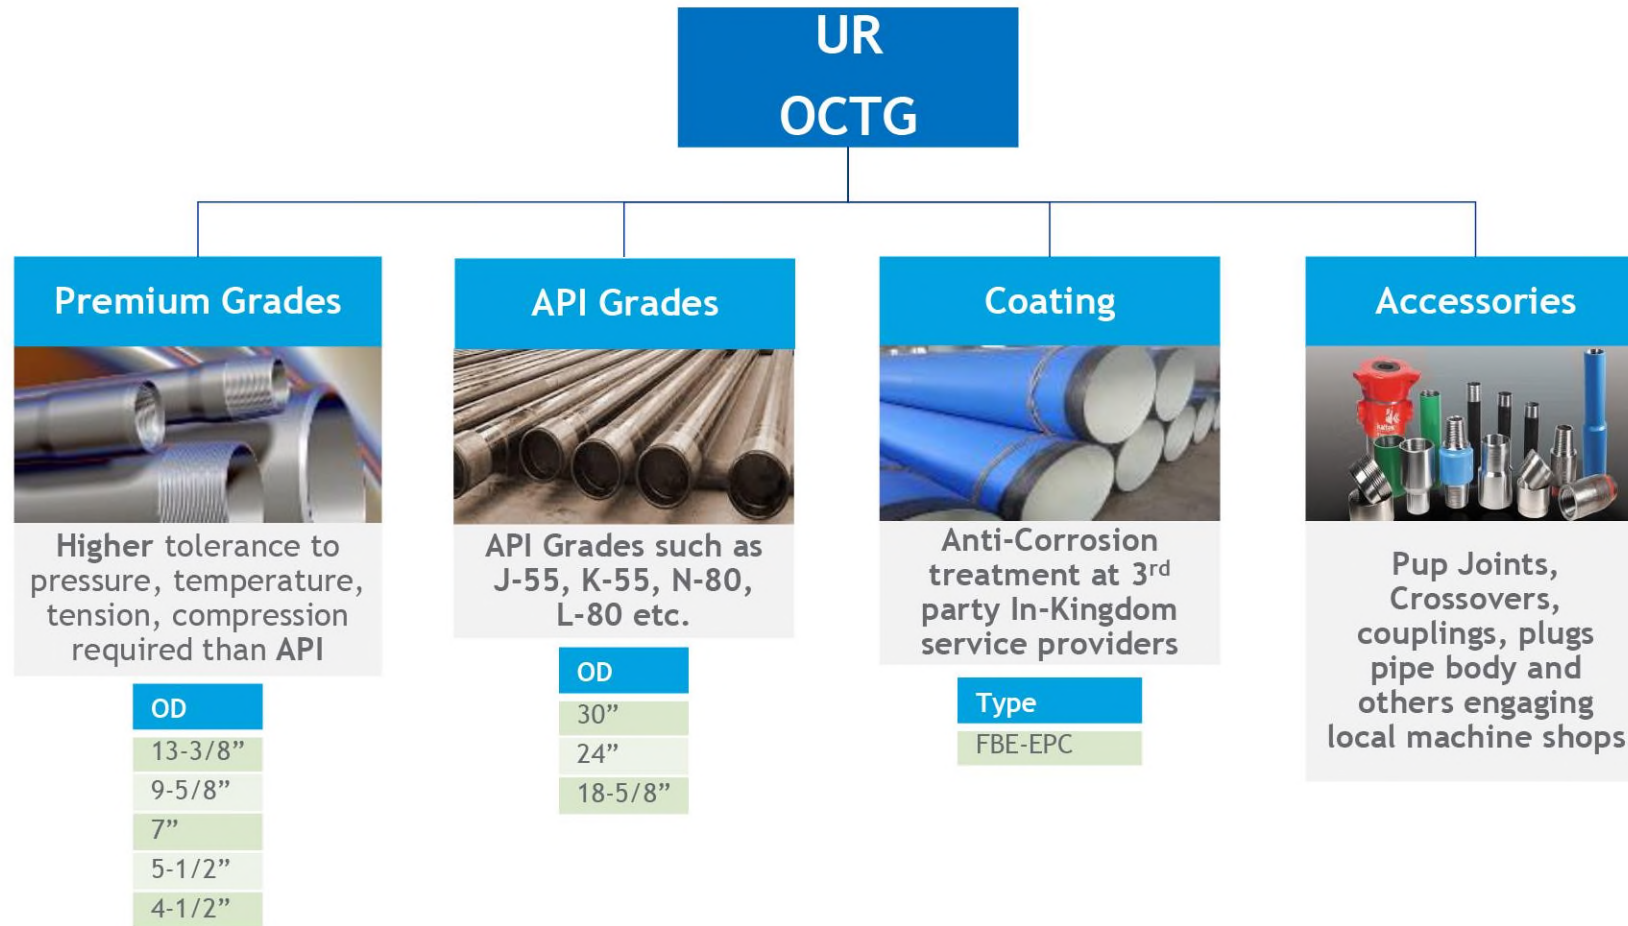 UR
OCTG
Premium Grades
Higher tolerance to
pressure, temperature,
tension, compression
required than API
OD
13-3/8”
9-5/8”
7”
5-1/2”
4-1/2”
API Grades
API Grades such as
J-55, K-55, N-80,
L-80 etc.
OD
30”
24”
18-5/8”
Coating
Anti-Corrosion
treatment at 3rd
party In-Kingdom
service providers
Type
FBE-EPC
Accessories
Pup Joints,
Crossovers,
couplings, plugs
pipe body and
others engaging
local machine shops